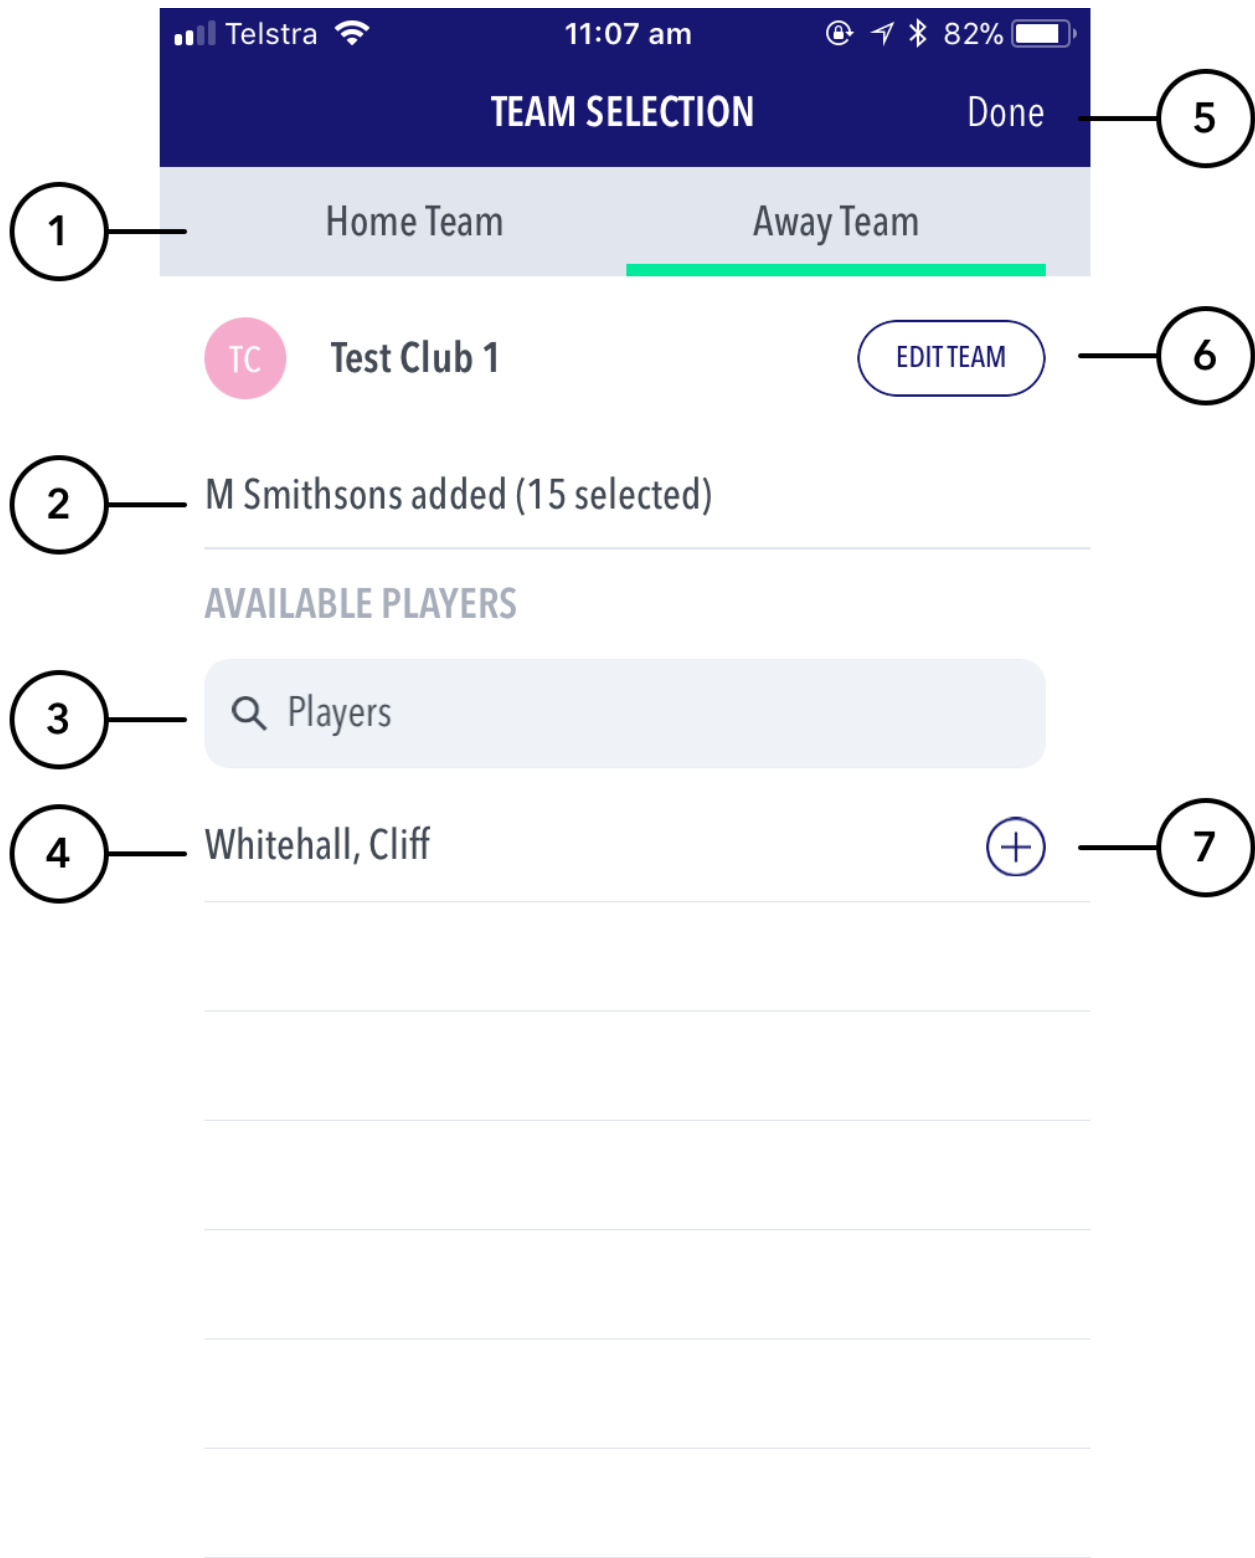 Telstra 11:07 am 82%
TEAM SELECTION Done 5
1 Home Team Away Team
TC Test Club 1 EDIT TEAM 6
2 M Smithsons added (15 selected)
AVAILABLE PLAYERS
3 Players
4 Whitehall, Cliff 7